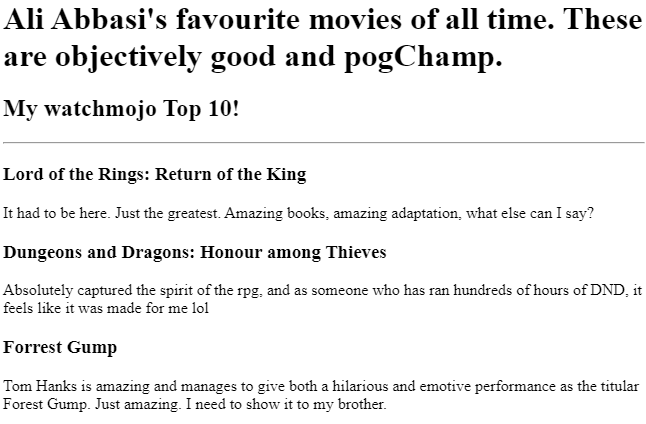 Ali Abbasi's favourite movies of all time. These
are objectively good and pogChamp.
My watchmojo Top 10!
Lord of the Rings: Return of the King
It had to be here. Just the greatest. Amazing books, amazing adaptation, what else can I say?
Dungeons and Dragons: Honour among Thieves
Absolutely captured the spirit of the rpg, and as someone who has ran hundreds of hours of DND, it
feels like it was made for me lol
Forrest Gump
Tom Hanks is amazing and manages to give both a hilarious and emotive performance as the titular
Forest Gump. Just amazing. I need to show it to my brother.